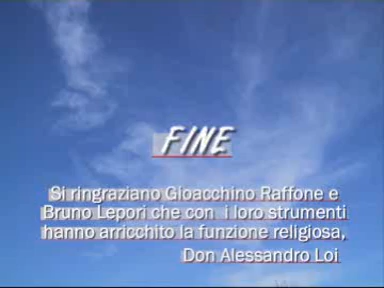 FINE
Si ringraziano Gioacchino Raffone e
Bruno Lepori che con i loro strumenti
hanno arricchito la funzione religiosa,
Don Alessandro Loi